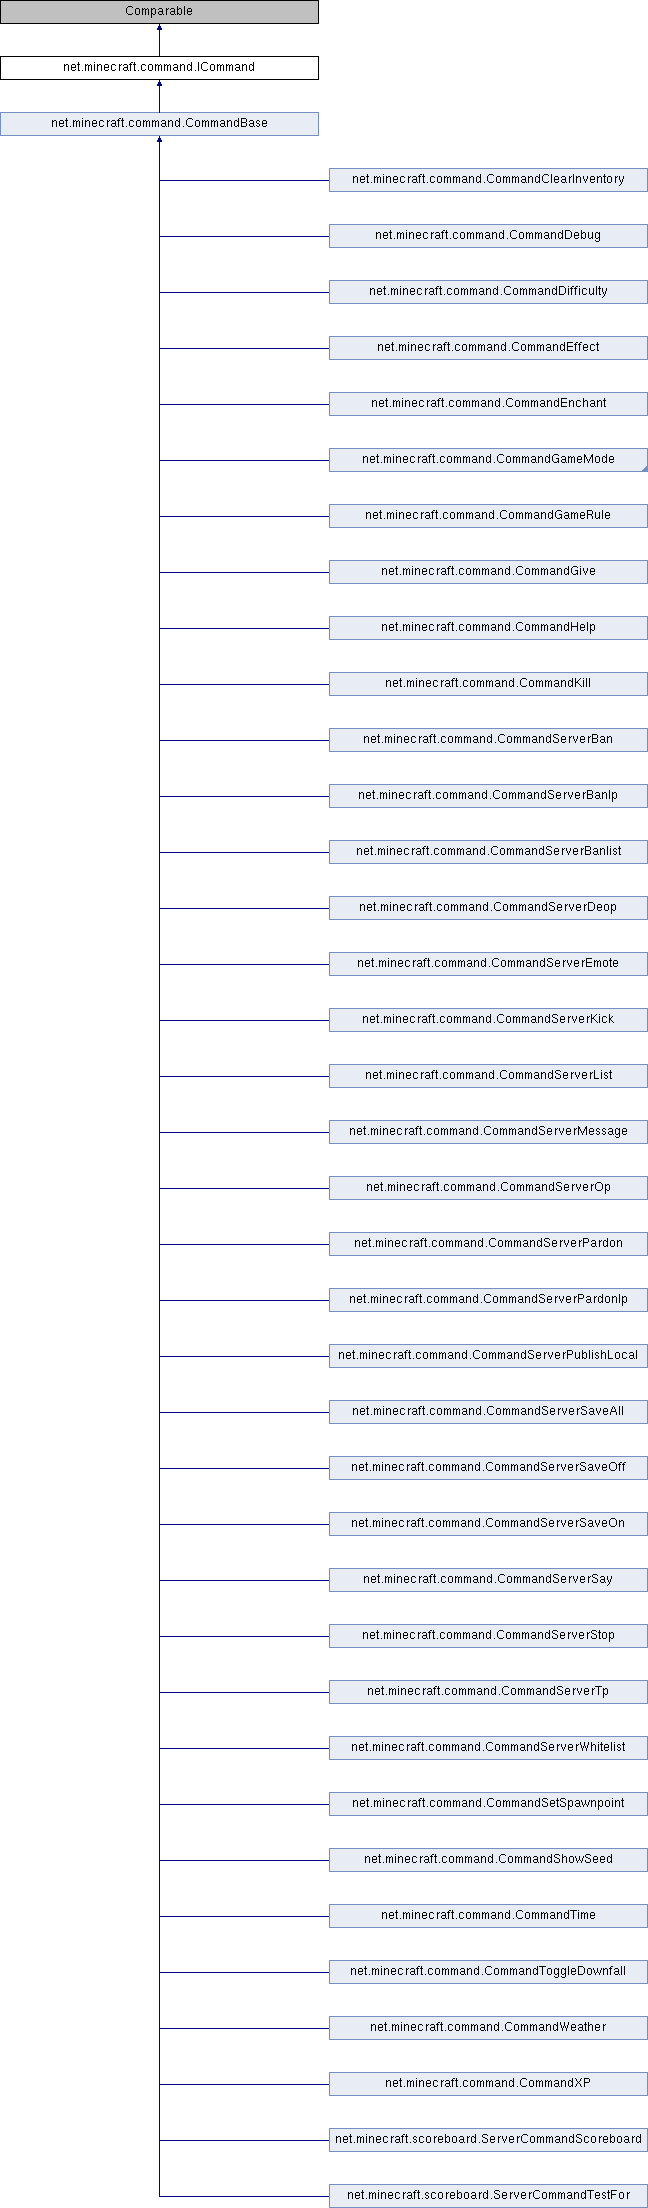 Comparable
net.minecraft.command.ICommand
net.minecraft.command.CommandBase
net.minecraft.command.CommandClearInventory
net.minecraft.command.CommandDebug
net.minecraft.command.CommandDifficulty
net.minecraft.command.CommandEffect
net.minecraft.command.CommandEnchant
net.minecraft.command.CommandGameMode
net.minecraft.command.CommandGameRule
net.minecraft.command.CommandGive
net.minecraft.command.CommandHelp
net.minecraft.command.CommandKill
net.minecraft.command.CommandServerBan
net.minecraft.command.CommandServerBanIp
net.minecraft.command.CommandServerBanlist
net.minecraft.command.CommandServerDeop
net.minecraft.command.CommandServerEmote
net.minecraft.command.CommandServerKick
net.minecraft.command.CommandServerList
net.minecraft.command.CommandServerMessage
net.minecraft.command.CommandServerOp
net.minecraft.command.CommandServerPardon
net.minecraft.command.CommandServerPardonIp
net.minecraft.command.CommandServerPublishLocal
net.minecraft.command.CommandServerSaveAll
net.minecraft.command.CommandServerSaveOff
net.minecraft.command.CommandServerSaveOn
net.minecraft.command.CommandServerSay
net.minecraft.command.CommandServerStop
net.minecraft.command.CommandServerTp
net.minecraft.command.CommandServerWhitelist
net.minecraft.command.CommandSetSpawnpoint
net.minecraft.command.CommandShowSeed
net.minecraft.command.CommandTime
net.minecraft.command.CommandToggleDownfall
net.minecraft.command.CommandWeather
net.minecraft.command.CommandXP
net.minecraft.scoreboard.ServerCommandScoreboard
net.minecraft.scoreboard.ServerCommandTestFor